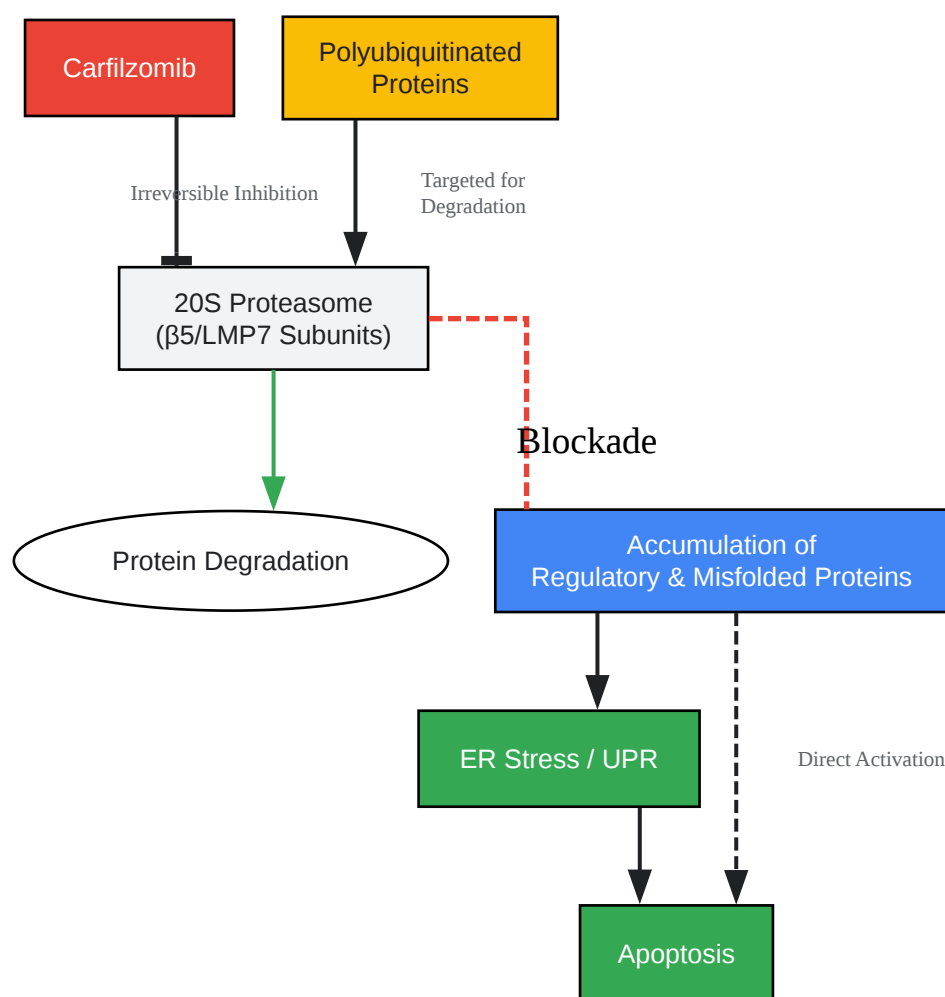 Carfilzomib
Polyubiquitinated
Proteins
Irreversible Inhibition
Targeted for
Degradation
20S Proteasome
(β5/LMP7 Subunits)
Blockade
Protein Degradation
Accumulation of
Regulatory & Misfolded Proteins
ER Stress / UPR
Direct Activation
Apoptosis